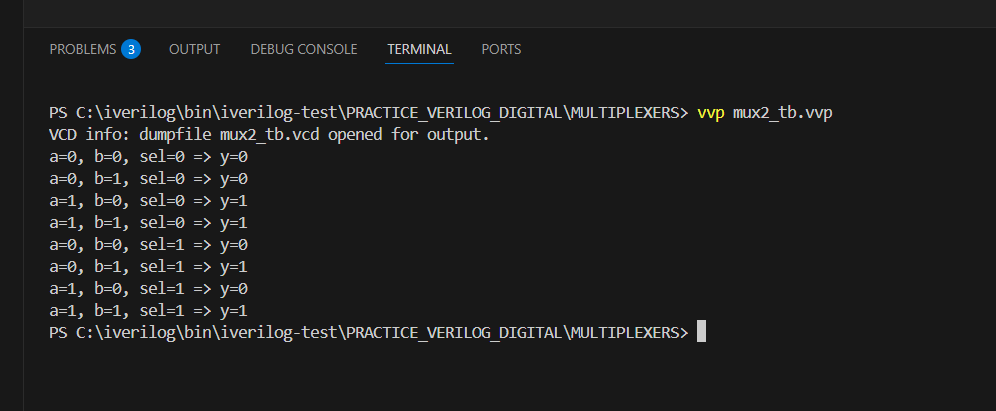 PROBLEMS 3 OUTPUT DEBUG CONSOLE TERMINAL PORTS
PS C:\iverilog\bin\iverilog-test\PRACTICE_VERILOG_DIGITAL\MULTIPLEXERS> vvp mux2_tb.vvp
VCD info: dumpfile mux2_tb.vcd opened for output.
a=0, b=0, sel=0 => y=0
a=0, b=1, sel=0 => y=0
a=1, b=0, sel=0 => y=1
a=1, b=1, sel=0 => y=1
a=0, b=0, sel=1 => y=0
a=0, b=1, sel=1 => y=1
a=1, b=0, sel=1 => y=0
a=1, b=1, sel=1 => y=1
PS C:\iverilog\bin\iverilog-test\PRACTICE_VERILOG_DIGITAL\MULTIPLEXERS>